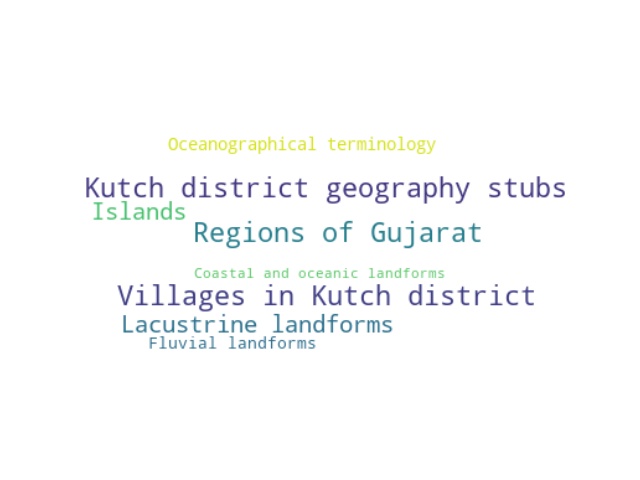 Oceanographical terminology
Kutch district geography stubs
Islands
Regions of Gujarat
Coastal and oceanic landforms
Villages in Kutch district
Lacustrine landforms
Fluvial landforms